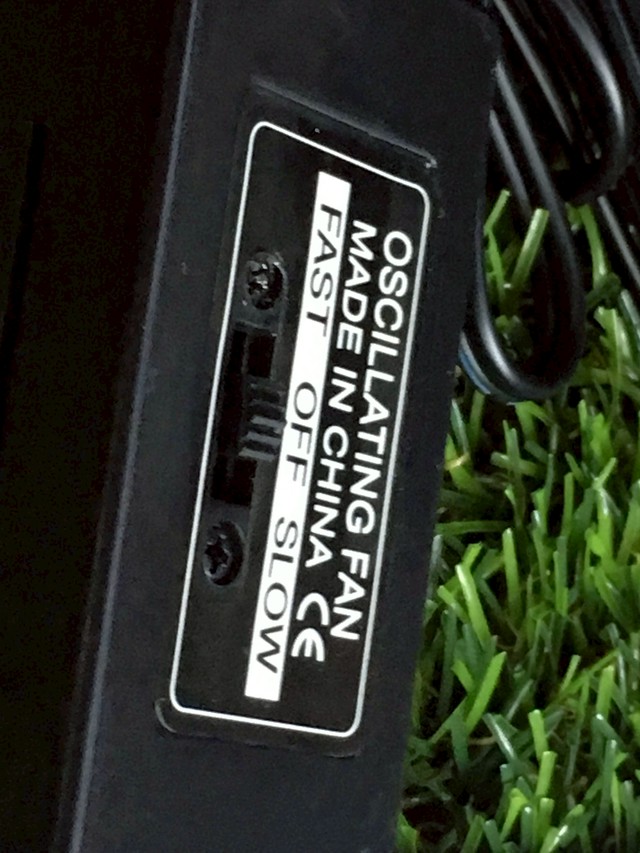 OSCILLATING FAN
MADE IN CHINA CE
FAST OFF SLOW